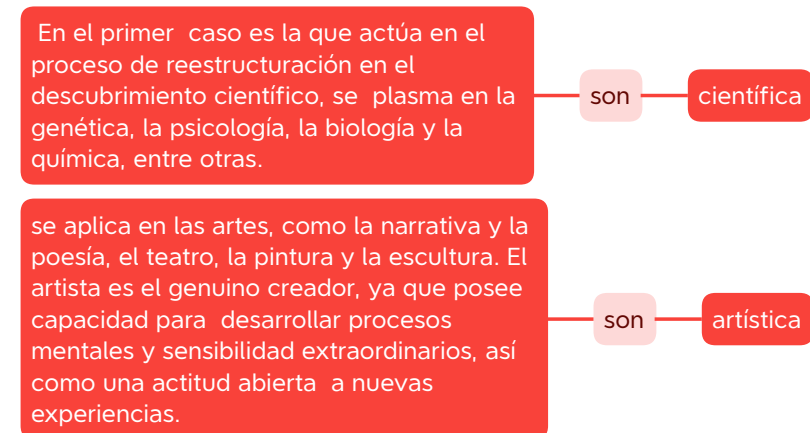 En el primer  caso es la que actúa en el
proceso de reestructuración en el
descubrimiento científico, se  plasma en la
genética, la psicología, la biología y la
química, entre otras.
son
científica
se aplica en las artes, como la narrativa y la
poesía, el teatro, la pintura y la escultura. El
artista es el genuino creador, ya que posee
capacidad para  desarrollar procesos
mentales y sensibilidad extraordinarios, así
como una actitud abierta  a nuevas
experiencias.
son
artística